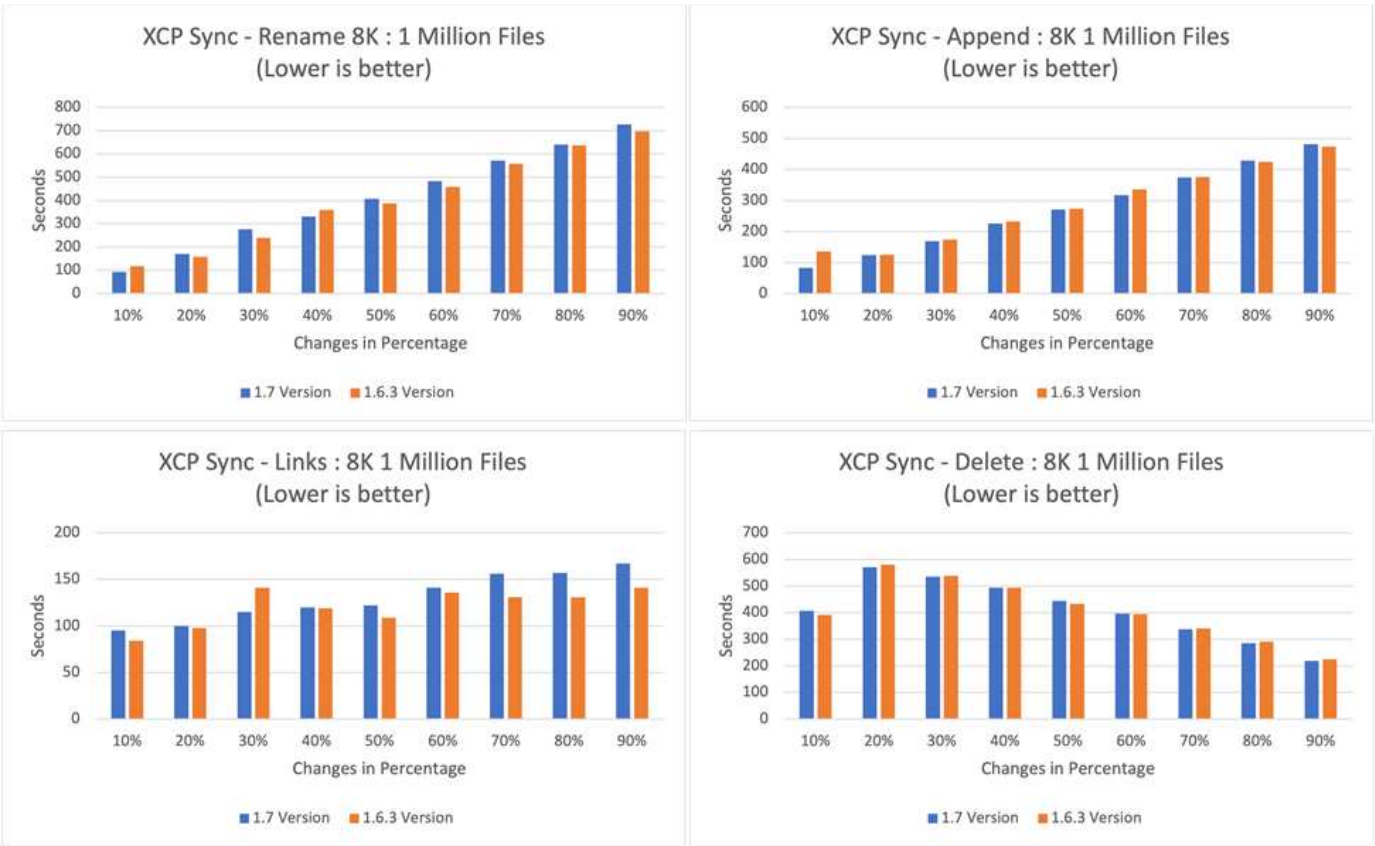 XCP Sync - Rename 8K : 1 Million Files
(Lower is better)
800
700
600
500
400
300
200
100
0
Seconds
10% 20% 30% 40% 50% 60% 70% 80% 90%
Changes in Percentage
1.7 Version 1.6.3 Version
XCP Sync - Append : 8K 1 Million Files
(Lower is better)
600
500
400
300
200
100
0
Seconds
10% 20% 30% 40% 50% 60% 70% 80% 90%
Changes in Percentage
1.7 Version 1.6.3 Version
XCP Sync - Links : 8K 1 Million Files
(Lower is better)
200
150
100
50
0
Seconds
10% 20% 30% 40% 50% 60% 70% 80% 90%
Changes in Percentage
1.7 Version 1.6.3 Version
XCP Sync - Delete : 8K 1 Million Files
(Lower is better)
700
600
500
400
300
200
100
0
Seconds
10% 20% 30% 40% 50% 60% 70% 80% 90%
Changes in Percentage
1.7 Version 1.6.3 Version